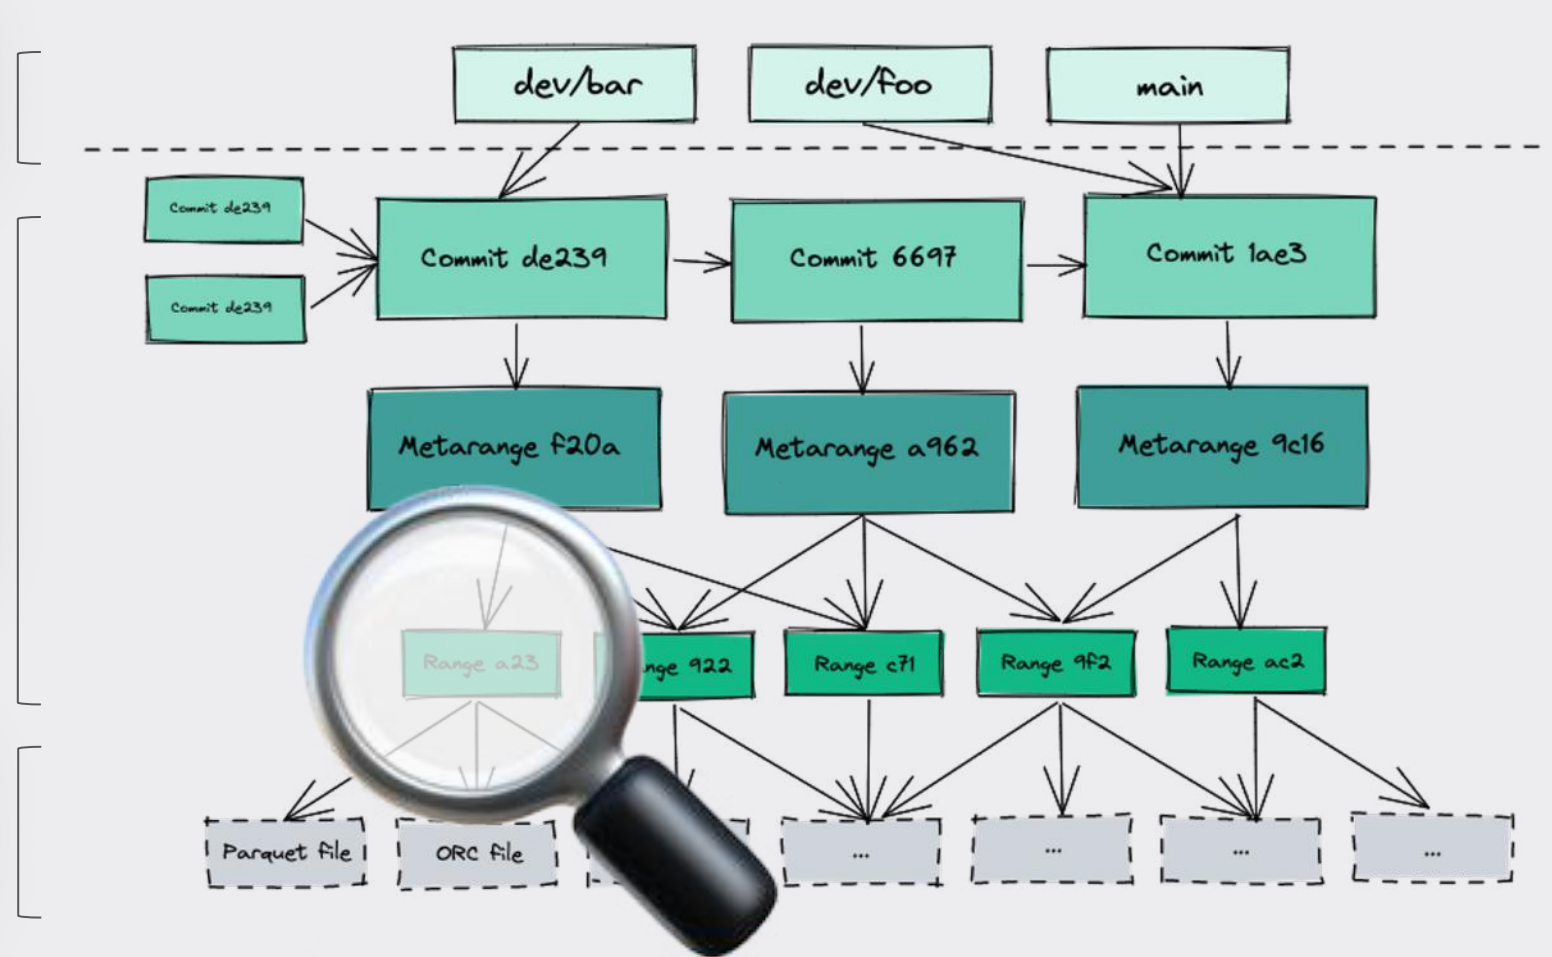 dev/bar
dev/foo
main
Commit de239
Commit de239
Commit 6697
Commit 1ae3
Commit de239
Metarange f20a
Metarange a962
Metarange 9c16
Range a23
nge 922
Range c71
Range 9f2
Range ac2
Parquet file
ORC file
...
...
...
...